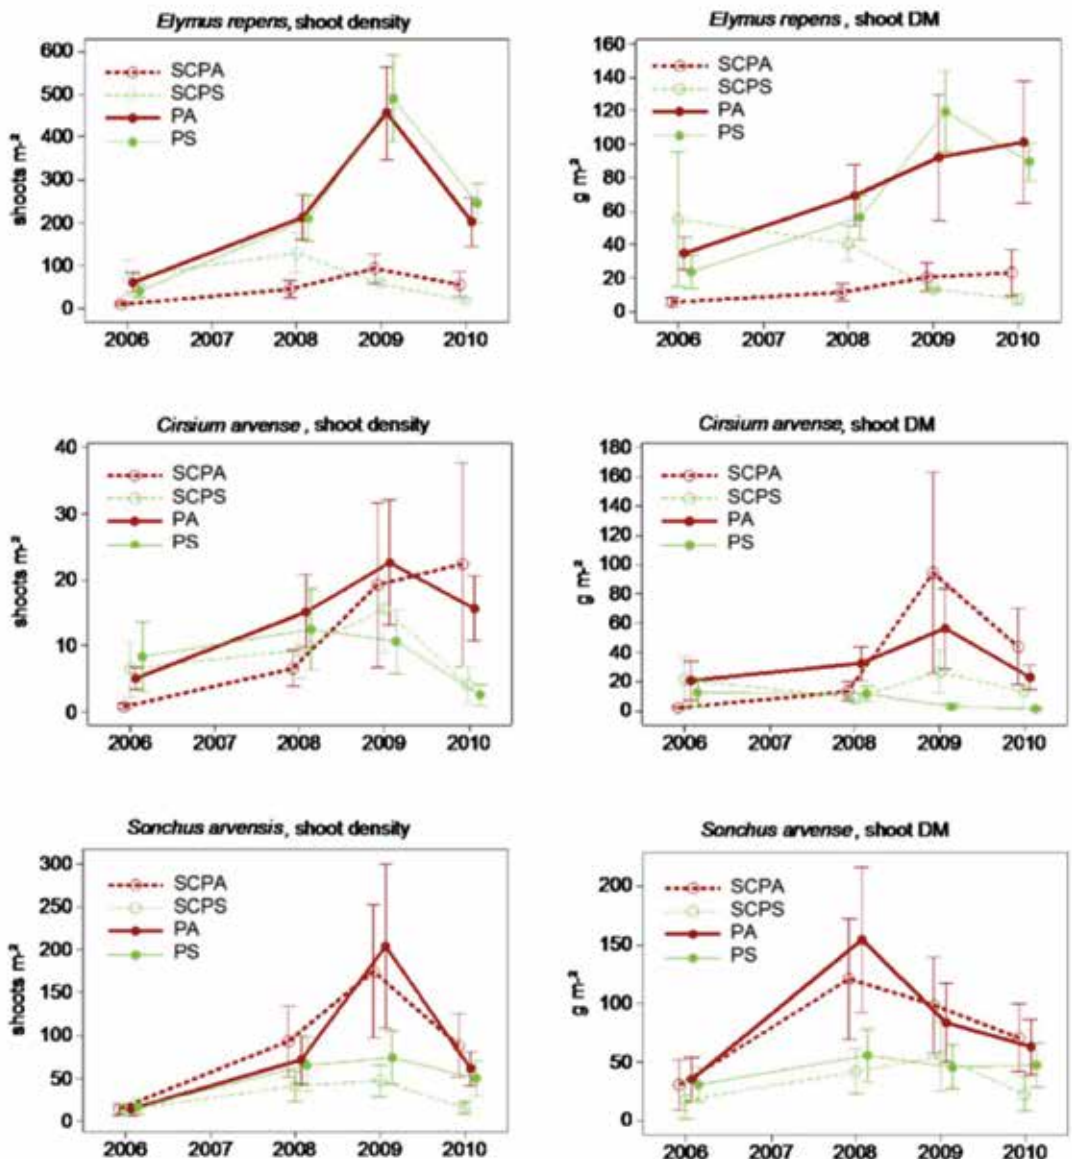 Elymus repens, shoot density
600
500
400
300
200
100
0
shoots m-²
SCPA
SCPS
PA
PS
2006 2007 2008 2009 2010
Elymus repens, shoot DM
160
140
120
100
80
60
40
20
0
g m-²
SCPA
SCPS
PA
PS
2006 2007 2008 2009 2010
Cirsium arvense, shoot density
40
30
20
10
0
shoots m-²
SCPA
SCPS
PA
PS
2006 2007 2008 2009 2010
Cirsium arvense, shoot DM
180
160
140
120
100
80
60
40
20
0
g m-²
SCPA
SCPS
PA
PS
2006 2007 2008 2009 2010
Sonchus arvensis, shoot density
300
250
200
150
100
50
0
shoots m-²
SCPA
SCPS
PA
PS
2006 2007 2008 2009 2010
Sonchus arvense, shoot DM
200
150
100
50
0
g m-²
SCPA
SCPS
PA
PS
2006 2007 2008 2009 2010